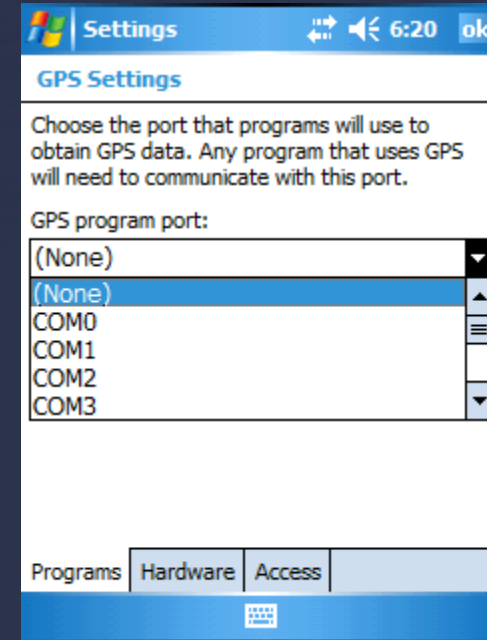 Settings 6:20 ok
GPS Settings
Choose the port that programs will use to
obtain GPS data. Any program that uses GPS
will need to communicate with this port.
GPS program port:
(None)
(None)
COM0
COM1
COM2
COM3
Programs Hardware Access